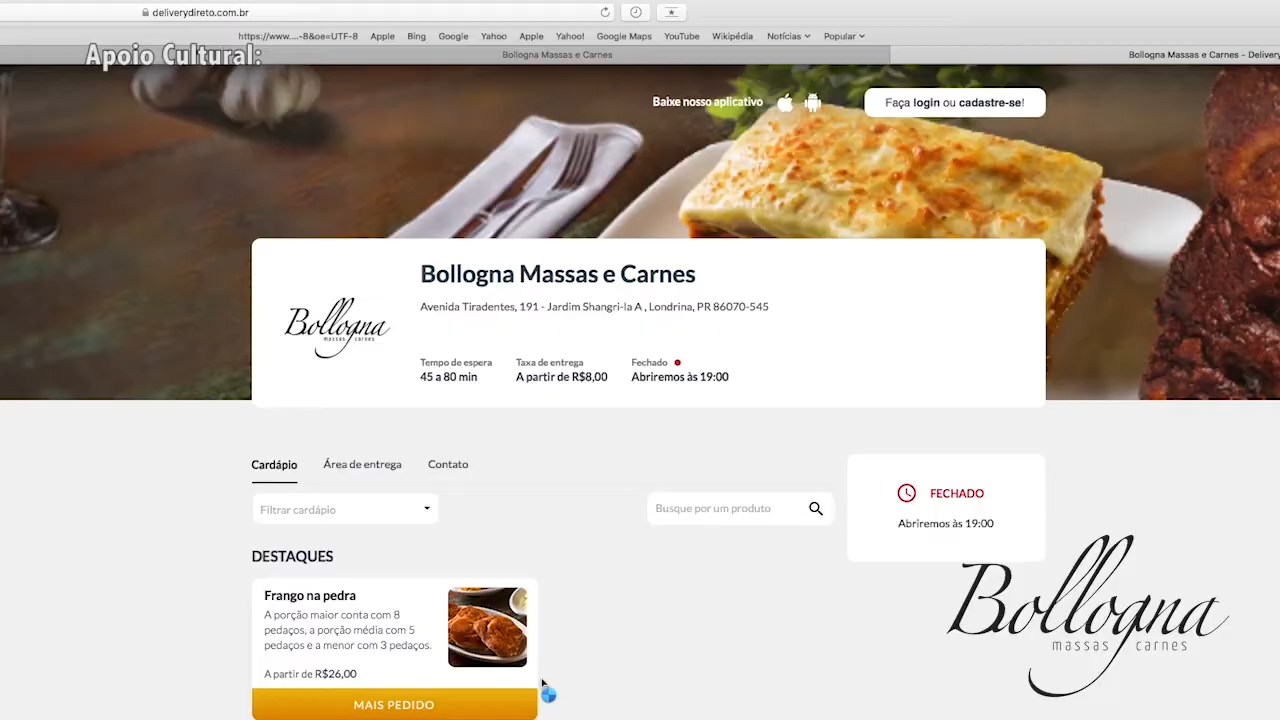 deliverydireto.com.br
https://www....-8&oe=UTF-8 Apple Bing Google Yahoo Apple Yahoo! Google Maps YouTube Wikipédia Notícias Popular
Apoio Cultural:
Bollogna Massas e Carnes
Bollogna Massas e Carnes – Delivery
Baixe nosso aplicativo
Faça login ou cadastre-se!
Bollogna Massas e Carnes
Avenida Tiradentes, 191 - Jardim Shangri-la A , Londrina, PR 86070-545
Bollogna
massas carnes
Tempo de espera Taxa de entrega Fechado
45 a 80 min A partir de R$8,00 Abriremos às 19:00
Cardápio Área de entrega Contato
Filtrar cardápio
Busque por um produto
FECHADO
Abriremos às 19:00
DESTAQUES
Frango na pedra
A porção maior conta com 8
pedaços, a porção média com 5
pedaços e a menor com 3 pedaços.
A partir de R$26,00
MAIS PEDIDO
Bollogna
massas carnes